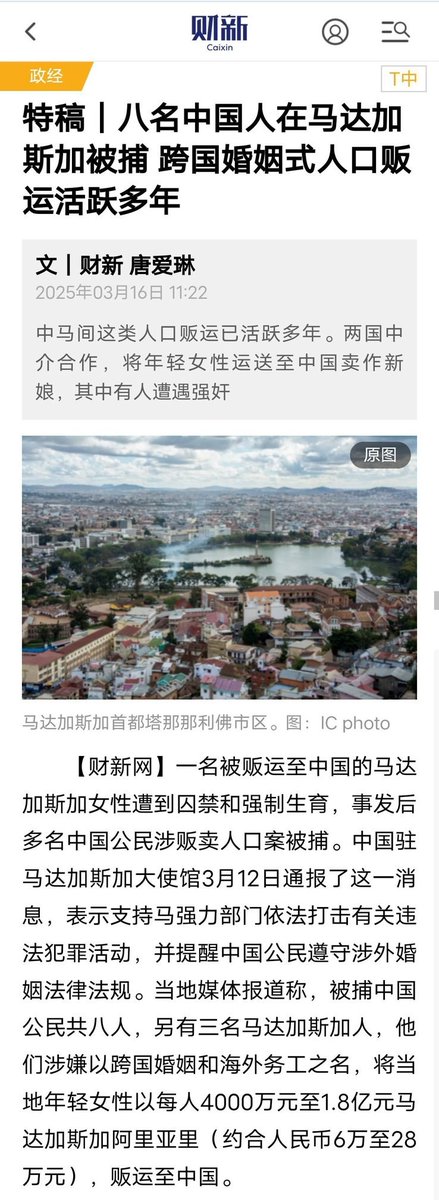 财新
Caixin
政经
T中
特稿｜八名中国人在马达加
斯加被捕 跨国婚姻式人口贩
运活跃多年
文｜财新 唐爱琳
2025年03月16日 11:22
中马间这类人口贩运已活跃多年。两国中
介合作，将年轻女性运送至中国卖作新
娘，其中有人遭遇强奸
原图
马达加斯加首都塔那那利佛市区。图：IC photo
【财新网】一名被贩运至中国的马达
加斯加女性遭到囚禁和强制生育，事发后
多名中国公民涉贩卖人口案被捕。中国驻
马达加斯加大使馆3月12日通报了这一消
息，表示支持马强力部门依法打击有关违
法犯罪活动，并提醒中国公民遵守涉外婚
姻法律法规。当地媒体报道称，被捕中国
公民共八人，另有三名马达加斯加人，他
们涉嫌以跨国婚姻和海外务工之名，将当
地年轻女性以每人4000万元至1.8亿元马
达加斯加阿里亚里（约合人民币6万至28
万元），贩运至中国。